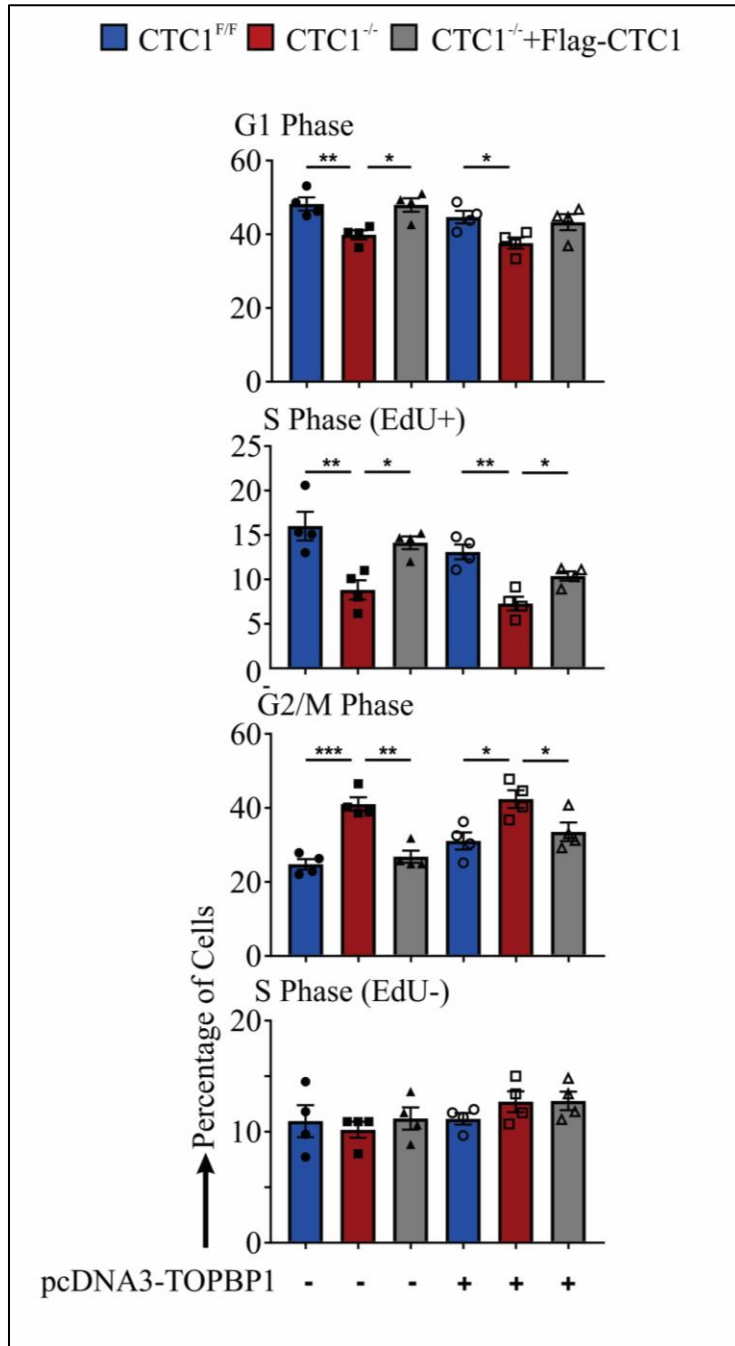 CTC1F/F CTC1-/- CTC1-/-+Flag-CTC1
G1 Phase
60
40
20
0
** * *
S Phase (EdU+)
25
20
15
10
5
0
** * ** *
-
G2/M Phase
60
40
20
0
*** ** * *
S Phase (EdU-)
20
10
0
Percentage of Cells
pcDNA3-TOPBP1 - - - + + +